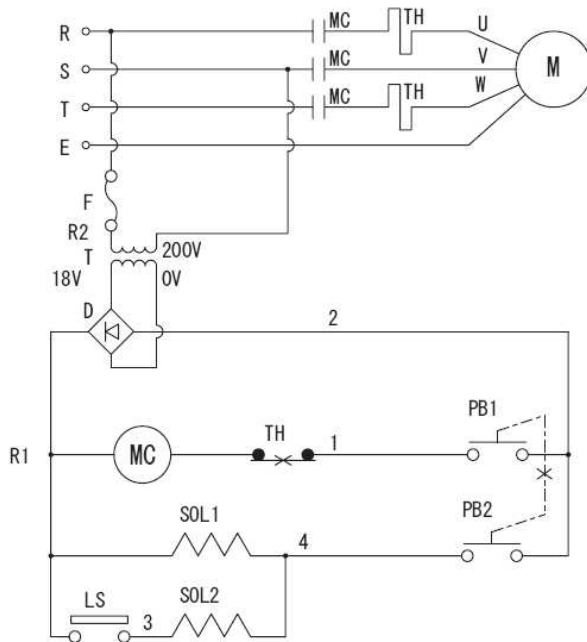 R MC TH U
S MC V
T MC TH W
E
M
F
R2
T 200V
18V 0V
D
2
PB1
TH 1
R1 MC
PB2
SOL1 4
LS SOL2
3